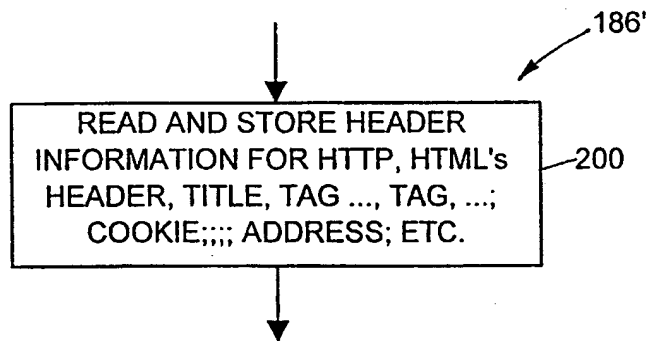 186'
READ AND STORE HEADER
INFORMATION FOR HTTP, HTML's
HEADER, TITLE, TAG ..., TAG, ...;
COOKIE;;;; ADDRESS; ETC.
200